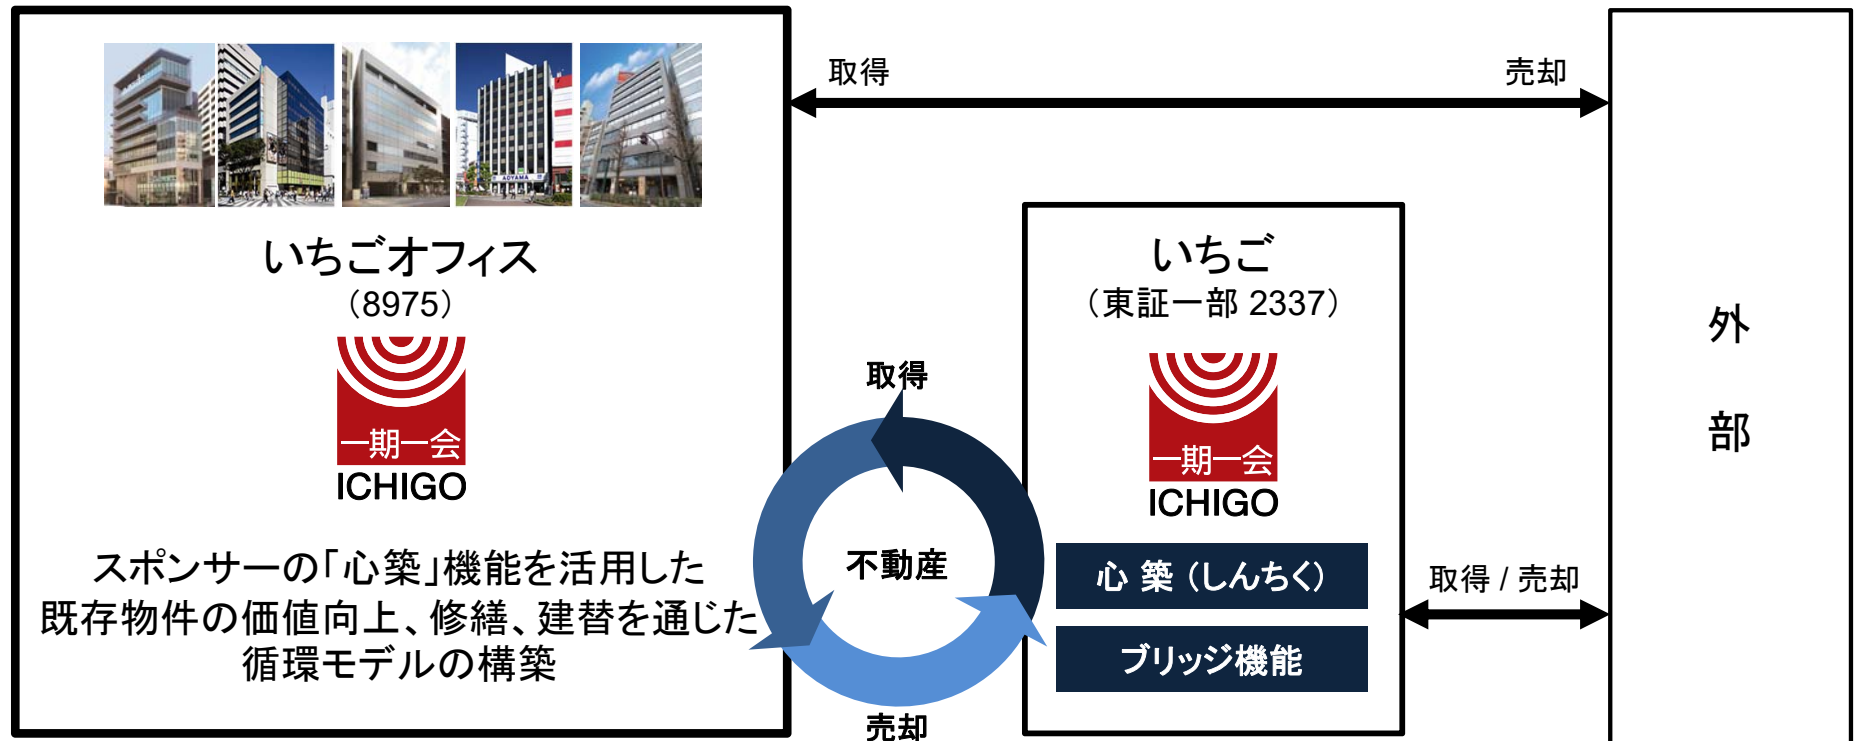 取得
売却
AOYAMA
いちごオフィス
（8975）
一期一会
ICHIGO
スポンサーの「心築」機能を活用した
既存物件の価値向上、修繕、建替を通じた
循環モデルの構築
取得
不動産
売却
いちご
（東証一部 2337）
一期一会
ICHIGO
心 築 （しんちく）
ブリッジ機能
取得 / 売却
外
部